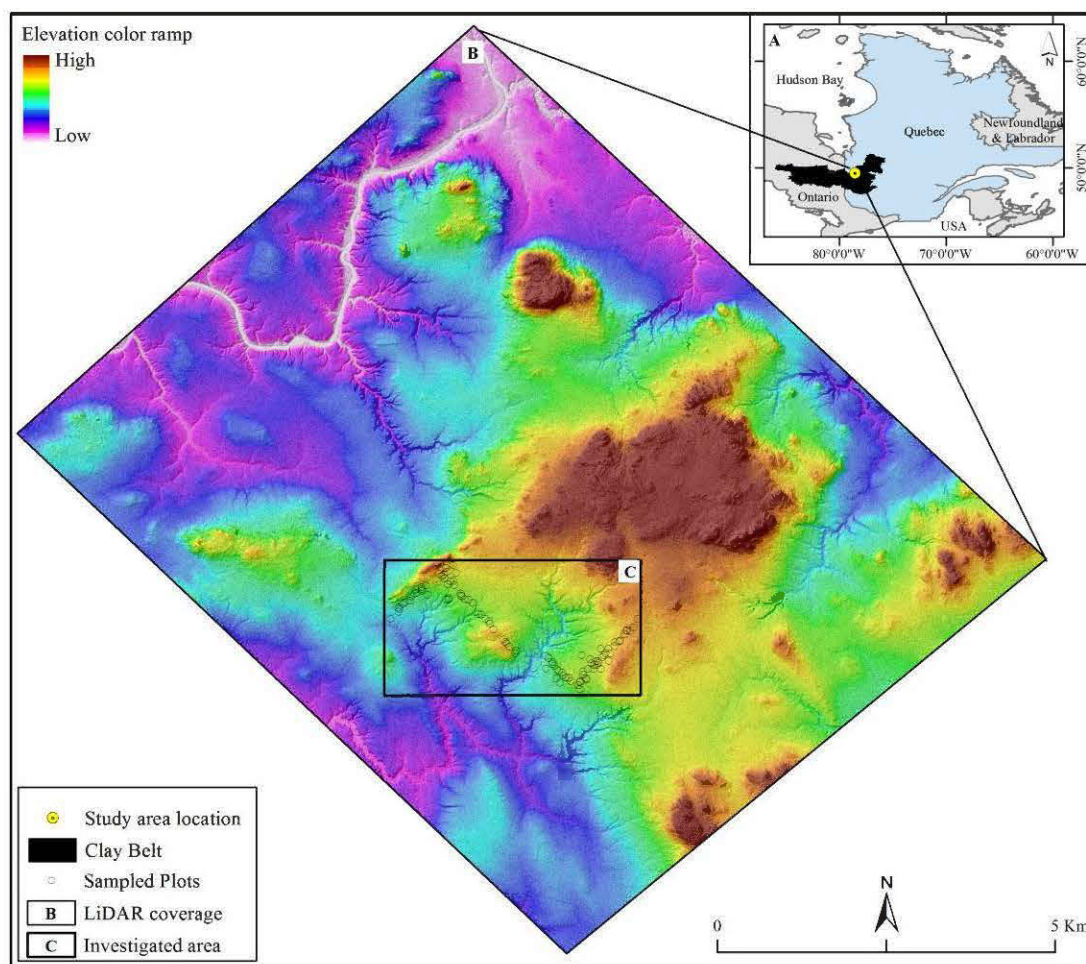 Elevation color ramp
High
Low
B
A
N
Hudson Bay
Quebec
Newfoundland
& Labrador
Ontario
USA
60°0'0"N
50°0'0"N
80°0'0"W
70°0'0"W
60°0'0"W
C
Study area location
Clay Belt
Sampled Plots
B LiDAR coverage
C Investigated area
N
0
5 Km